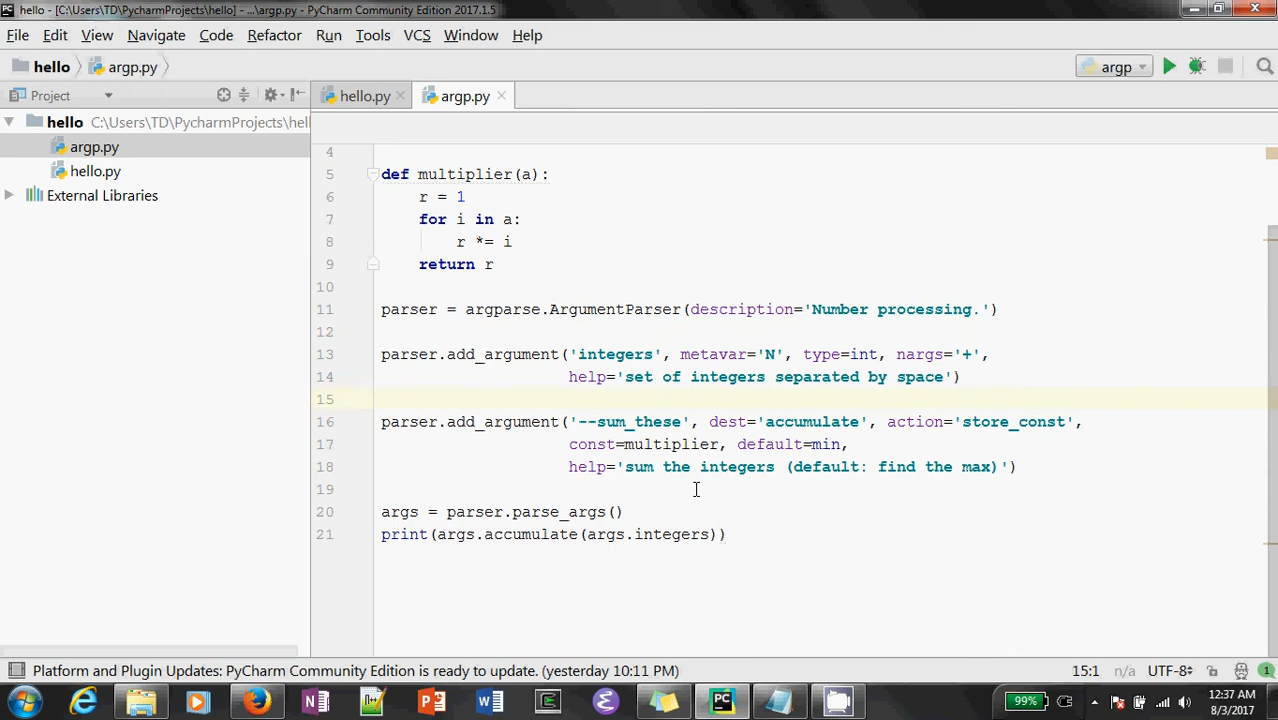 hello - [C:\Users\TD\PycharmProjects\hello] - ...\argp.py - PyCharm Community Edition 2017.1.5
File Edit View Navigate Code Refactor Run Tools VCS Window Help
hello argp.py argp
Project hello.py argp.py
hello C:\Users\TD\PycharmProjects\hel
argp.py
hello.py
External Libraries
4
5 def multiplier(a):
6 r = 1
7 for i in a:
8 r *= i
9 return r
10
11 parser = argparse.ArgumentParser(description='Number processing.')
12
13 parser.add_argument('integers', metavar='N', type=int, nargs='+',
14 help='set of integers separated by space')
15
16 parser.add_argument('--sum_these', dest='accumulate', action='store_const',
17 const=multiplier, default=min,
18 help='sum the integers (default: find the max)')
19
20 args = parser.parse_args()
21 print(args.accumulate(args.integers))
Platform and Plugin Updates: PyCharm Community Edition is ready to update. (yesterday 10:11 PM) 15:1 n/a UTF-8 1
99% 12:37 AM
8/3/2017